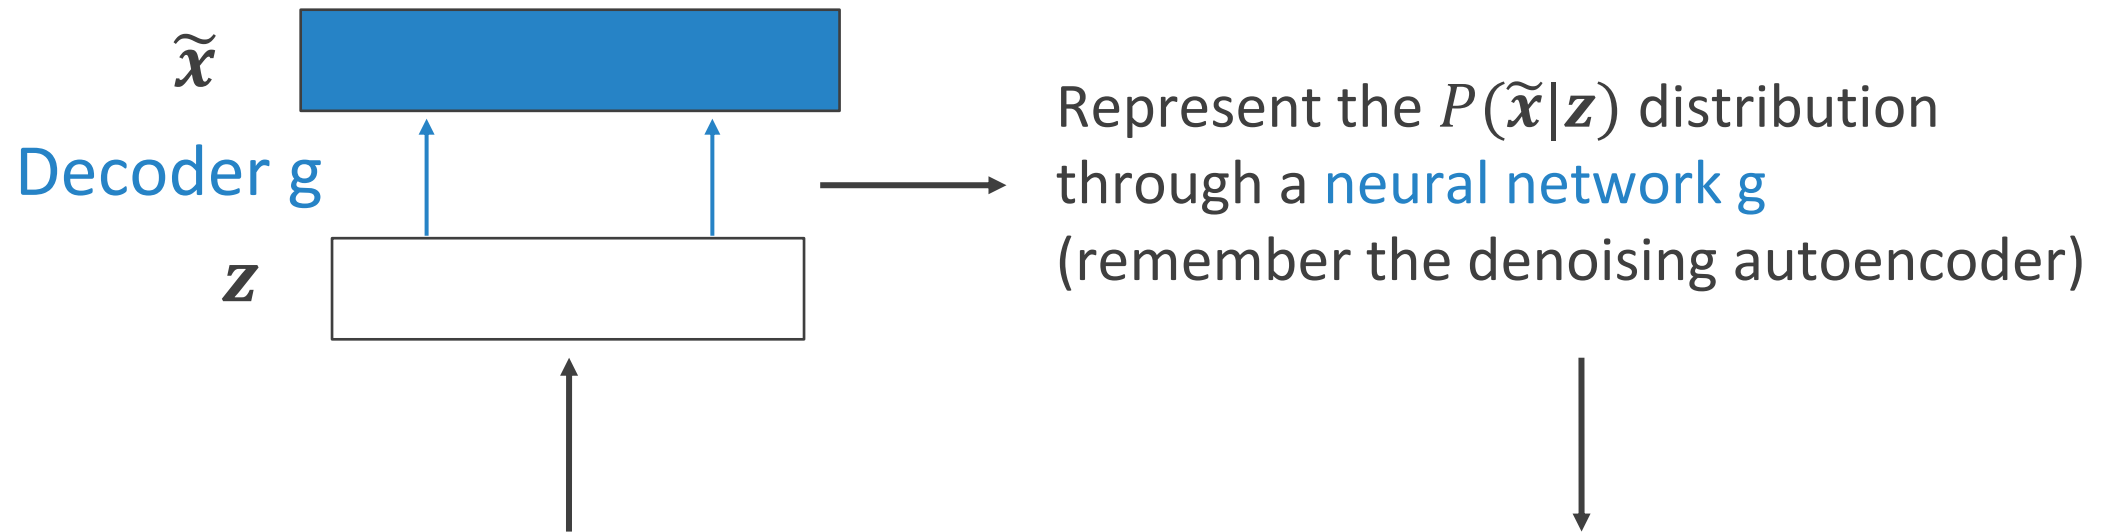 x̃
Decoder g
z
Represent the P(x̃|z) distribution
through a neural network g
(remember the denoising autoencoder)